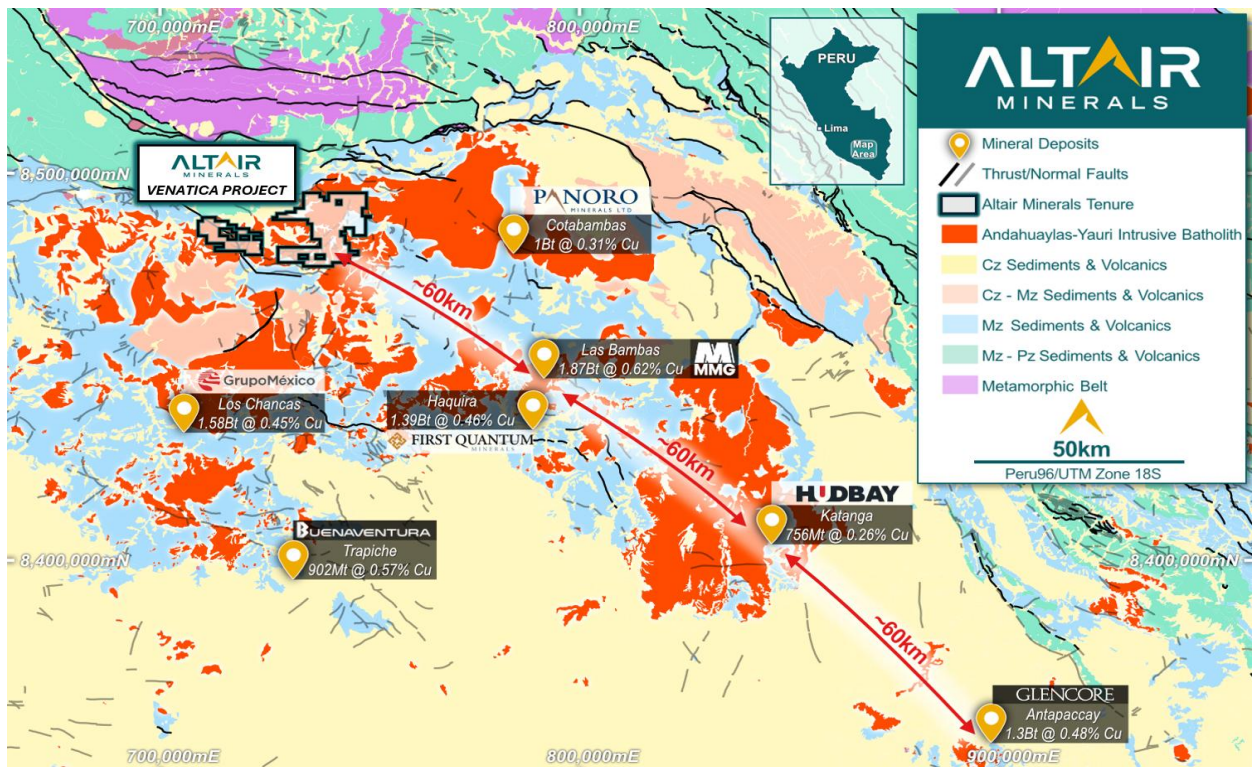 700,000mE
800,000mE
8,500,000mN
ALTAIR
MINERALS
VENATICA PROJECT
PERU
Lima
Map
Area
ALTAIR
MINERALS
Mineral Deposits
Thrust/Normal Faults
Altair Minerals Tenure
Andahuaylas-Yauri Intrusive Batholith
Cz Sediments & Volcanics
Cz - Mz Sediments & Volcanics
Mz Sediments & Volcanics
Mz - Pz Sediments & Volcanics
Metamorphic Belt
50km
Peru96/UTM Zone 18S
PANORO
MINERALS LTD
Cotabambas
1Bt @ 0.31% Cu
~60km
Las Bambas
1.87Bt @ 0.62% Cu
MMG
GrupoMéxico
Los Chancas
1.58Bt @ 0.45% Cu
Haquira
1.39Bt @ 0.46% Cu
FIRST QUANTUM
MINERALS
~60km
HUDBAY
Katanga
756Mt @ 0.26% Cu
BUENAVENTURA
Trapiche
902Mt @ 0.57% Cu
8,400,000mN
8,400,000mN
~60km
GLENCORE
Antapaccay
1.3Bt @ 0.48% Cu
700,000mE
800,000mE
900,000mE